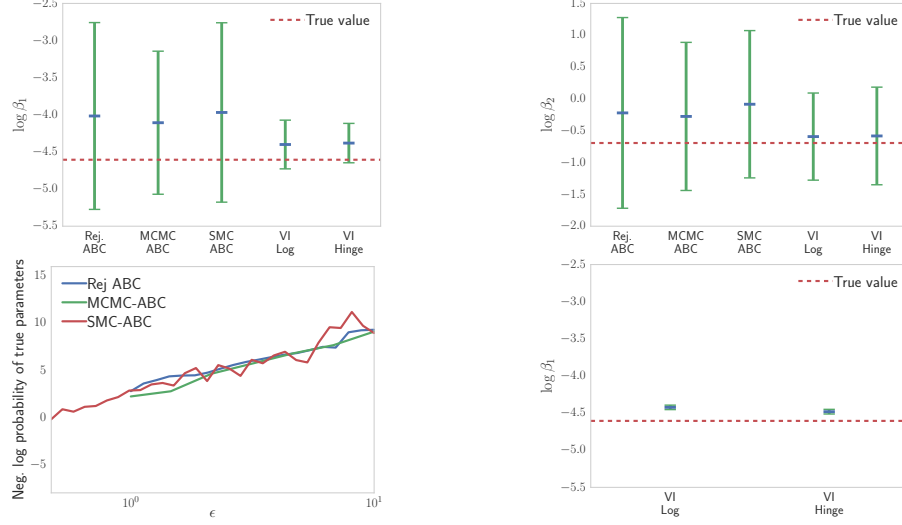 −2.5
−3.0
−3.5
−4.0
−4.5
−5.0
−5.5
log β1
True value
Rej. ABC
MCMC ABC
SMC ABC
VI Log
VI Hinge
1.5
1.0
0.5
0.0
−0.5
−1.0
−1.5
−2.0
log β2
True value
Rej. ABC
MCMC ABC
SMC ABC
VI Log
VI Hinge
15
10
5
0
−5
Neg. log probability of true parameters
Rej ABC
MCMC-ABC
SMC-ABC
10^0
10^1
ϵ
−2.5
−3.0
−3.5
−4.0
−4.5
−5.0
−5.5
log β1
True value
VI Log
VI Hinge